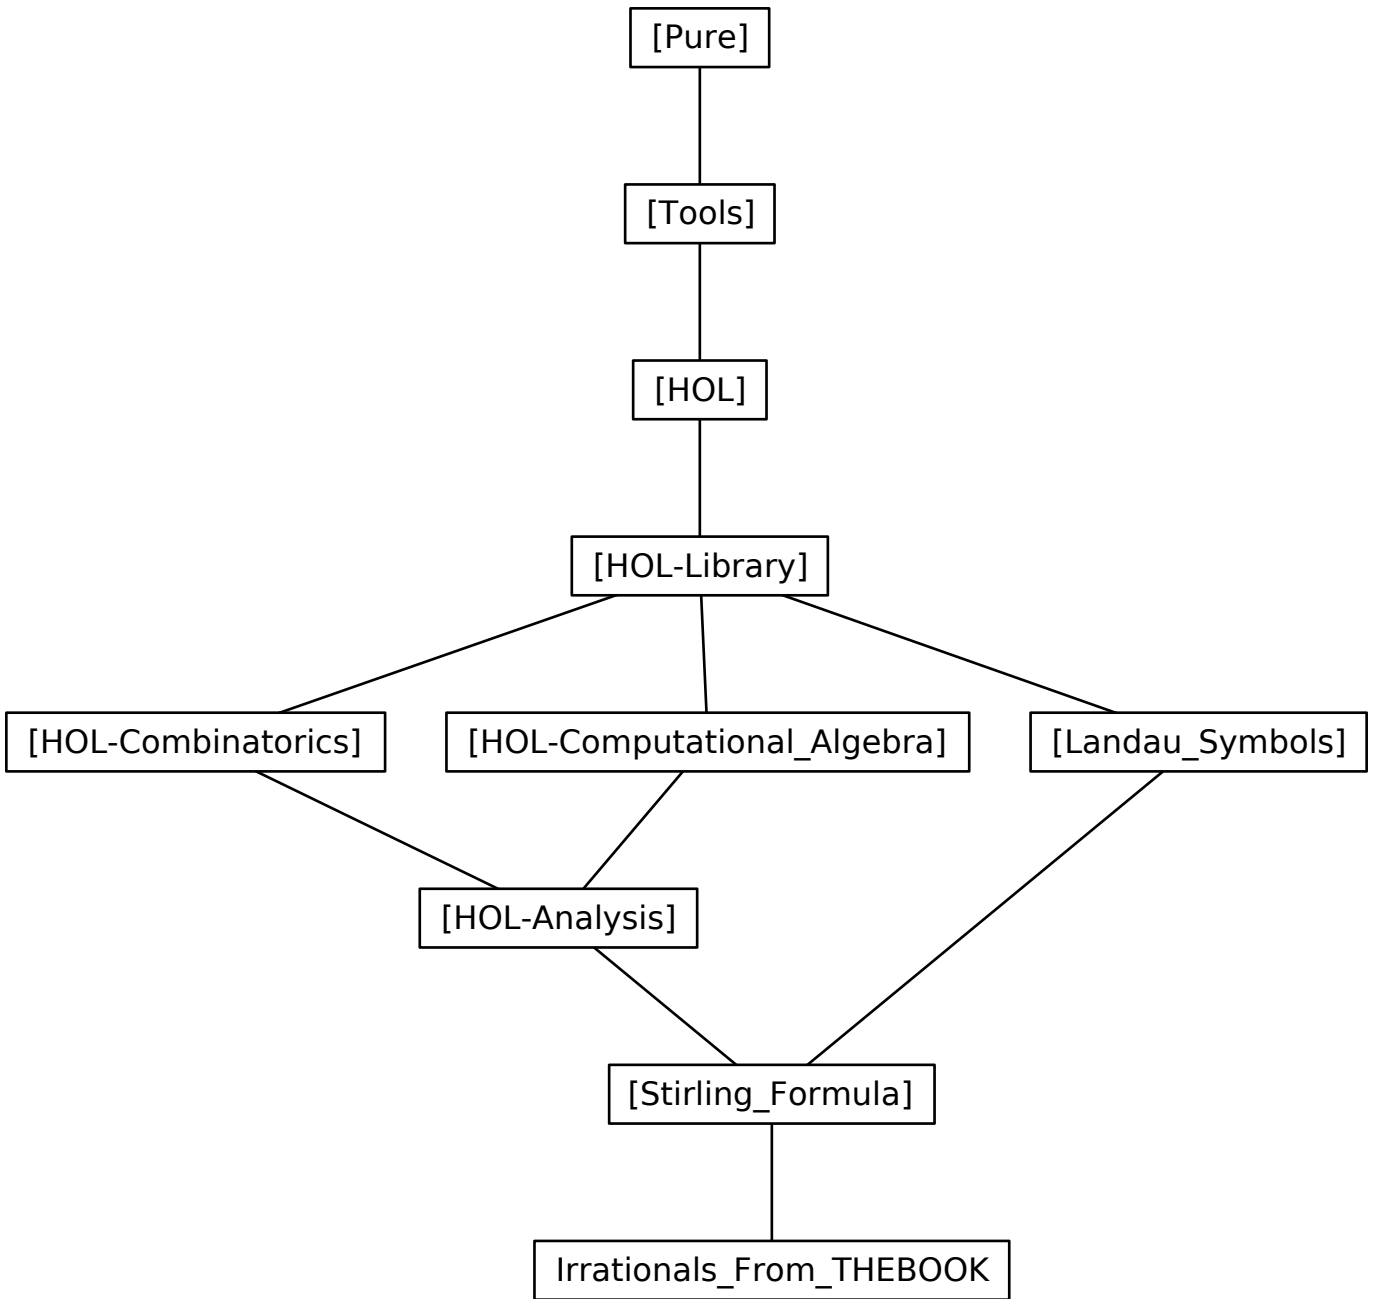 [Pure]
[Tools]
[HOL]
[HOL-Library]
[HOL-Combinatorics]
[HOL-Computational_Algebra]
[Landau_Symbols]
[HOL-Analysis]
[Stirling_Formula]
Irrationals_From_THEBOOK